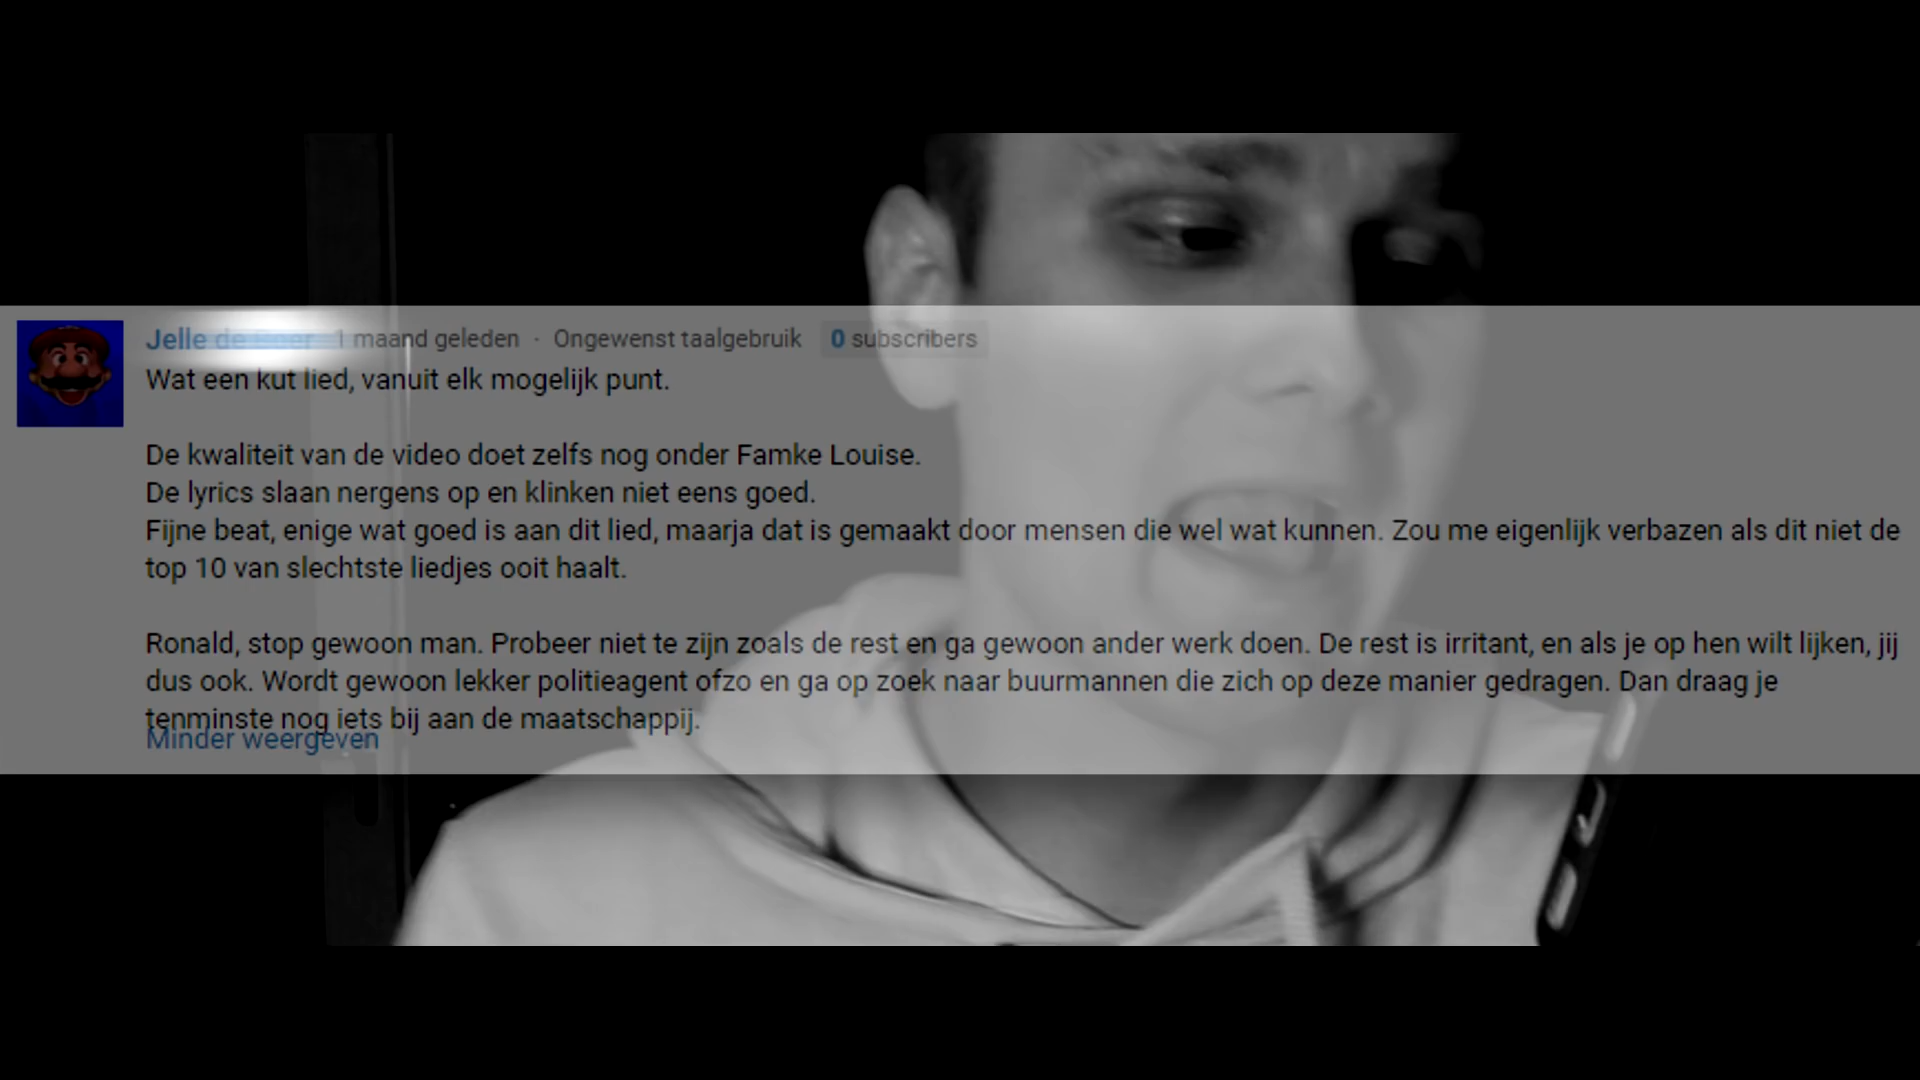 Jelle de Boer 1 maand geleden · Ongewenst taalgebruik 0 subscribers
Wat een kut lied, vanuit elk mogelijk punt.
De kwaliteit van de video doet zelfs nog onder Famke Louise.
De lyrics slaan nergens op en klinken niet eens goed.
Fijne beat, enige wat goed is aan dit lied, maarja dat is gemaakt door mensen die wel wat kunnen. Zou me eigenlijk verbazen als dit niet de
top 10 van slechtste liedjes ooit haalt.
Ronald, stop gewoon man. Probeer niet te zijn zoals de rest en ga gewoon ander werk doen. De rest is irritant, en als je op hen wilt lijken, jij
dus ook. Wordt gewoon lekker politieagent ofzo en ga op zoek naar buurmannen die zich op deze manier gedragen. Dan draag je
tenminste nog iets bij aan de maatschappij.
Minder weergeven